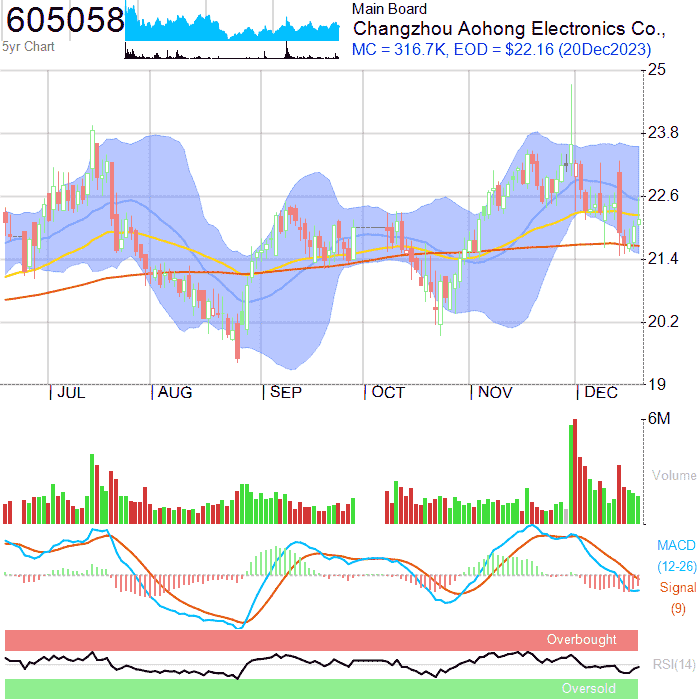 605058
5yr Chart
Main Board
Changzhou Aohong Electronics Co.,
MC = 316.7K, EOD = $22.16 (20Dec2023)
25
23.8
22.6
21.4
20.2
19
JUL AUG SEP OCT NOV DEC
6M
Volume
MACD
(12-26)
Signal
(9)
Overbought
RSI(14)
Oversold